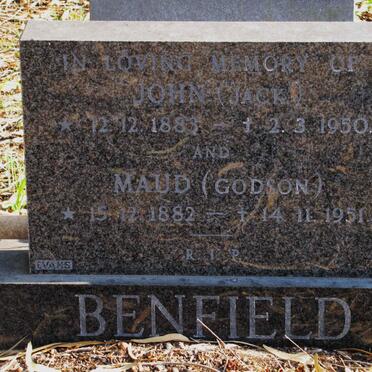 IN LOVING MEMORY OF
JOHN (JACK)
★ 12.12.1883 — † 2.3.1950.
AND
MAUD (GODSON)
★ 15.12.1882 — † 14.11.1951.
R.I.P.
EVANS
BENFIELD